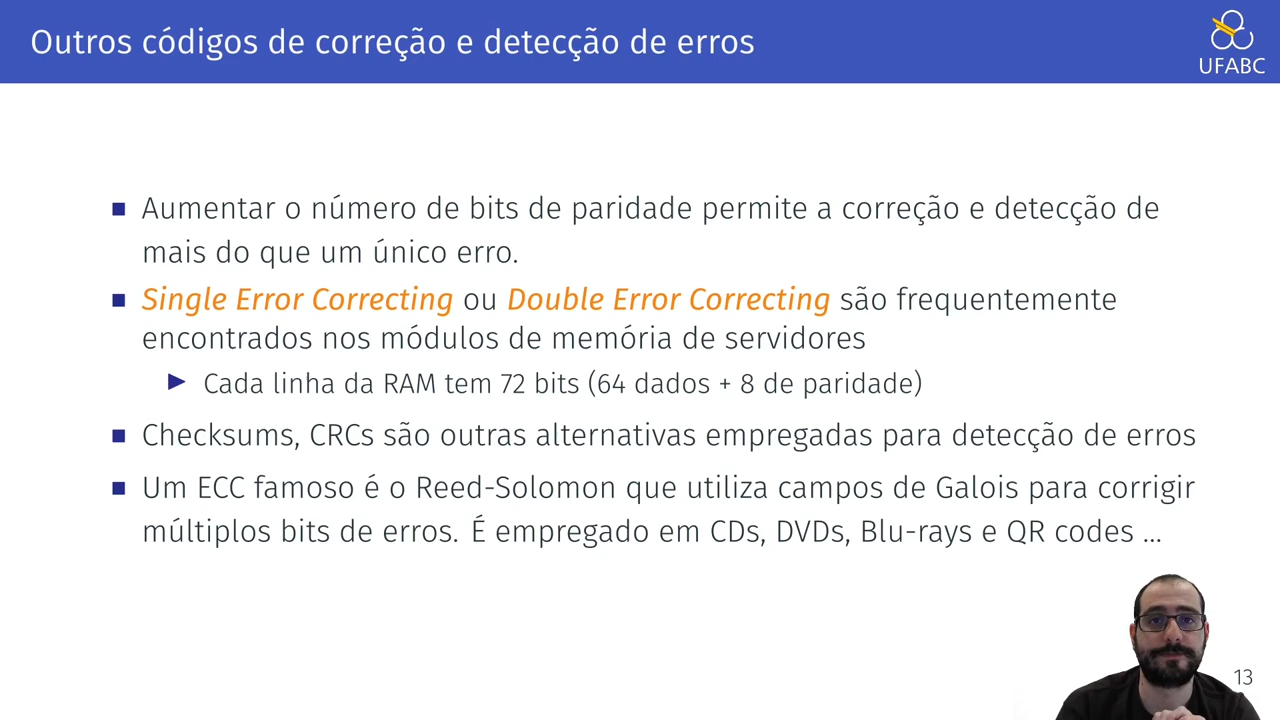 Outros códigos de correção e detecção de erros
UFABC
Aumentar o número de bits de paridade permite a correção e detecção de
mais do que um único erro.
Single Error Correcting ou Double Error Correcting são frequentemente
encontrados nos módulos de memória de servidores
Cada linha da RAM tem 72 bits (64 dados + 8 de paridade)
Checksums, CRCs são outras alternativas empregadas para detecção de erros
Um ECC famoso é o Reed-Solomon que utiliza campos de Galois para corrigir
múltiplos bits de erros. É empregado em CDs, DVDs, Blu-rays e QR codes ...
13